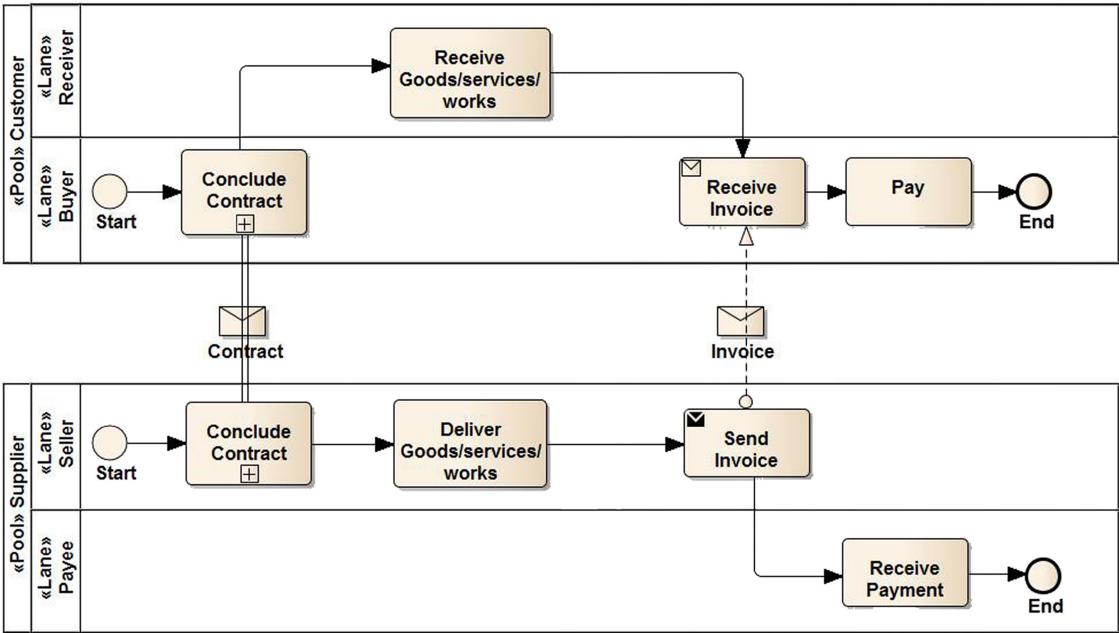 «Pool» Customer
«Lane»
Receiver
Receive
Goods/services/
works
«Lane»
Buyer
Start
Conclude
Contract
Receive
Invoice
Pay
End
Contract
Invoice
«Pool» Supplier
«Lane»
Seller
Start
Conclude
Contract
Deliver
Goods/services/
works
Send
Invoice
«Lane»
Payee
Receive
Payment
End